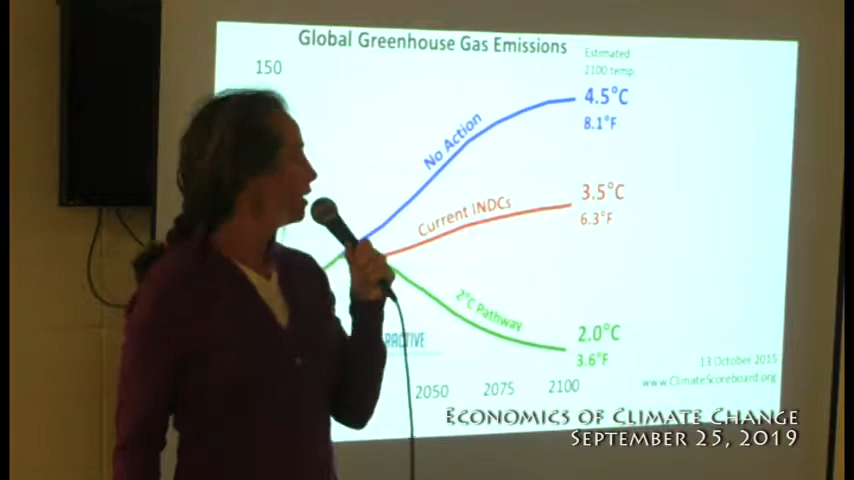 Global Greenhouse Gas Emissions
Estimated
2100 temp
150
4.5°C
8.1°F
No Action
3.5°C
6.3°F
Current INDCs
2°C Pathway
2.0°C
3.6°F
RACTIVE
13 October 2015
www.ClimateScoreboard.org
2050 2075 2100
Economics of Climate Change
September 25, 2019